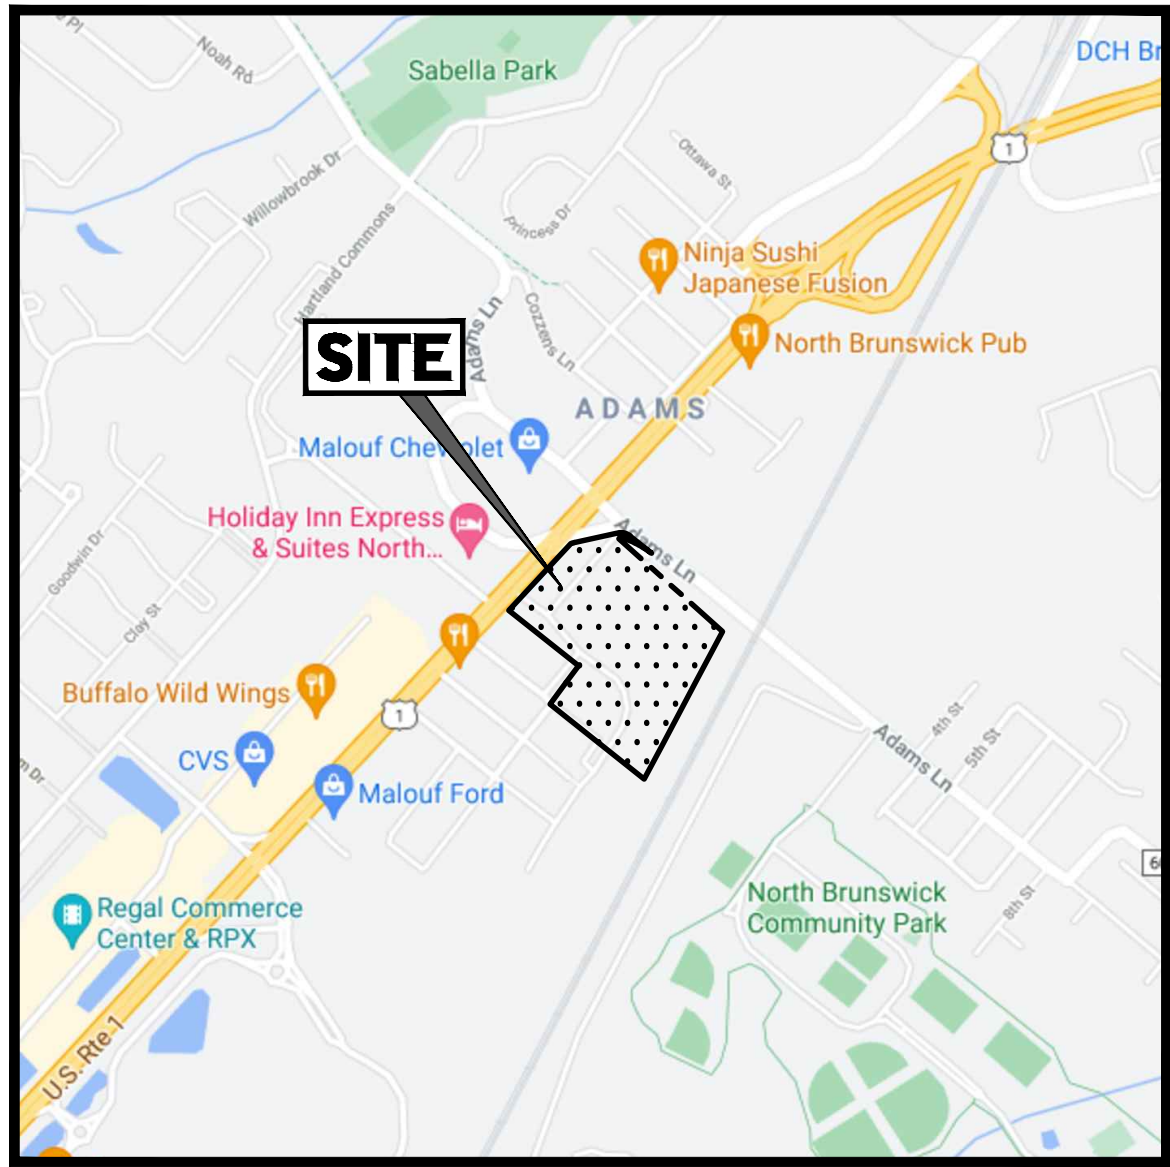 Pl
Noah Rd
Sabella Park
DCH Br
1
Ottawa St
Willowbrook Dr
Princess Dr
Hartland Commons
Ninja Sushi
Japanese Fusion
Adams Ln
Cozzens Ln
SITE
North Brunswick Pub
ADAMS
Malouf Chevrolet
Holiday Inn Express
& Suites North...
Adams Ln
Goodwin Dr
Clay St
Buffalo Wild Wings
1
CVS
Malouf Ford
m Dr
4th St
5th St
Adams Ln
6
North Brunswick
Community Park
8th St
Regal Commerce
Center & RPX
U.S. Rte 1